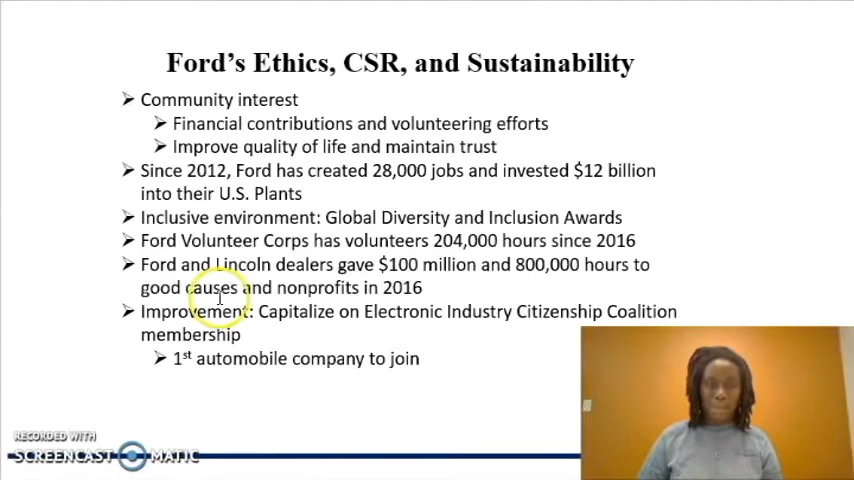 Ford's Ethics, CSR, and Sustainability
➢ Community interest
➢ Financial contributions and volunteering efforts
➢ Improve quality of life and maintain trust
➢ Since 2012, Ford has created 28,000 jobs and invested $12 billion
into their U.S. Plants
➢ Inclusive environment: Global Diversity and Inclusion Awards
➢ Ford Volunteer Corps has volunteers 204,000 hours since 2016
➢ Ford and Lincoln dealers gave $100 million and 800,000 hours to
good causes and nonprofits in 2016
➢ Improvement: Capitalize on Electronic Industry Citizenship Coalition
membership
➢ 1st automobile company to join
RECORDED WITH
SCREENCAST MATIC